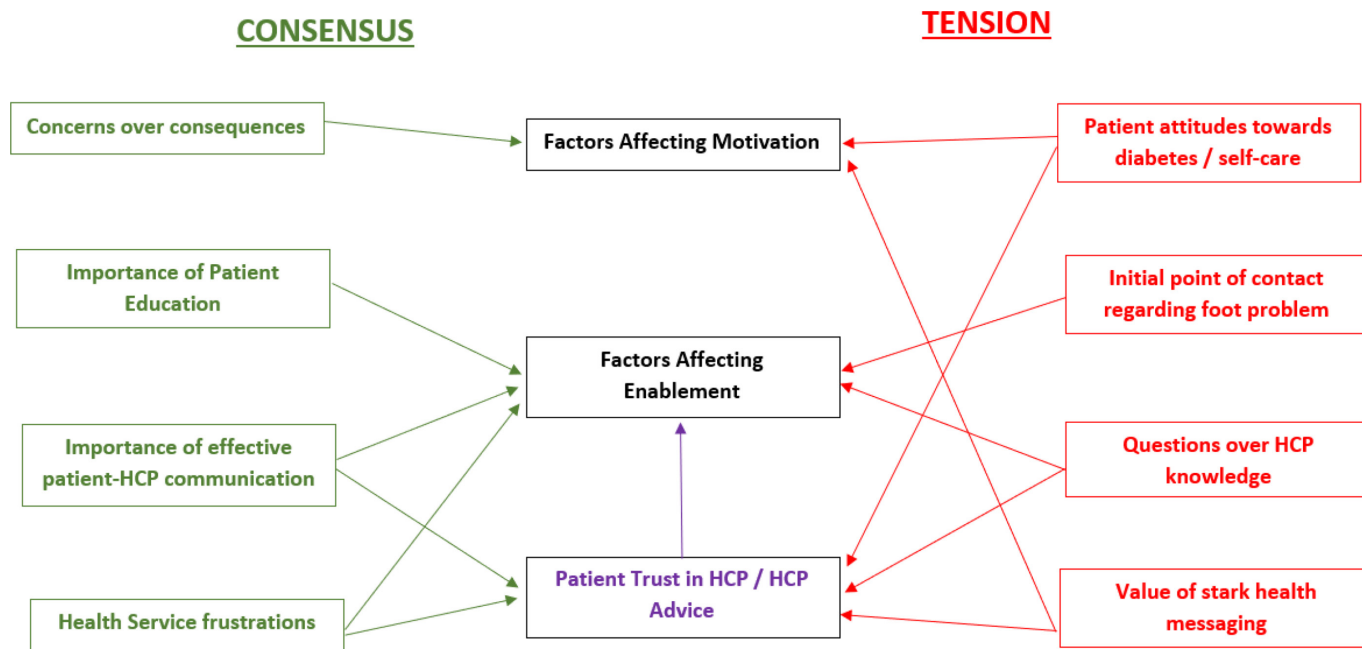 CONSENSUS
TENSION
Concerns over consequences
Factors Affecting Motivation
Patient attitudes towards
diabetes / self-care
Importance of Patient
Education
Initial point of contact
regarding foot problem
Factors Affecting
Enablement
Importance of effective
patient-HCP communication
Questions over HCP
knowledge
Patient Trust in HCP / HCP
Advice
Health Service frustrations
Value of stark health
messaging